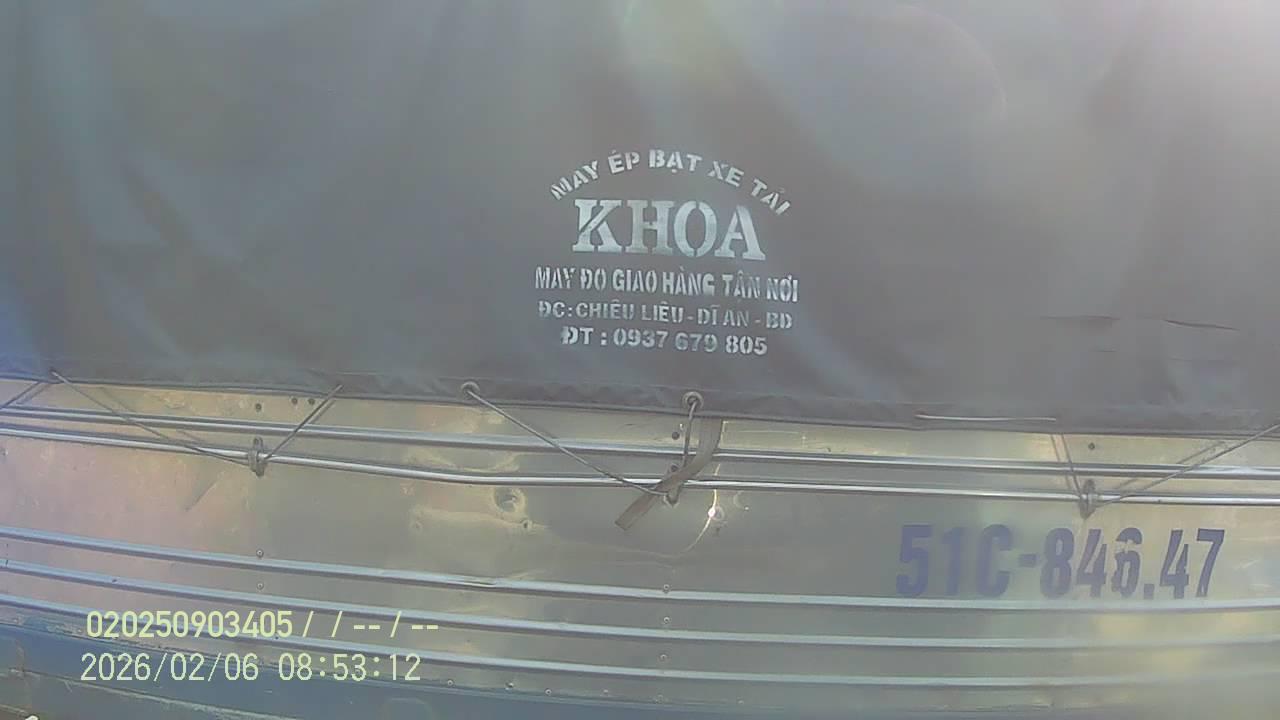 MAY ÉP BẠT XE TẢI
KHOA
MAY ĐO GIAO HÀNG TẬN NƠI
ĐC: CHIÊU LIÊU - DĨ AN - BD
ĐT : 0937 679 805
51C-846.47
020250903405 / / -- / --
2026/02/06 08:53:12